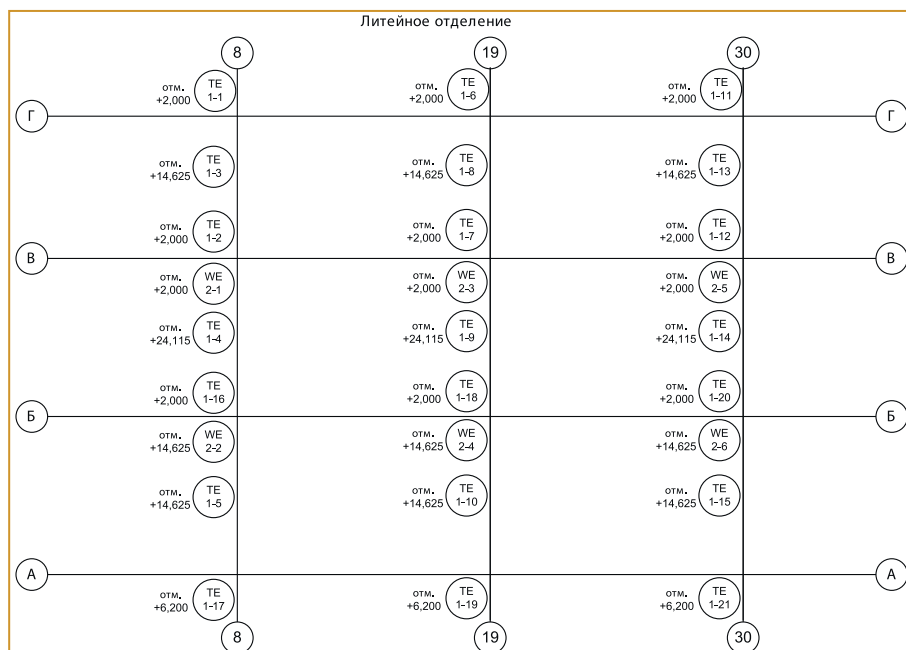 Литейное отделение
8
19
30
отм.
+2,000
TE
1-1
отм.
+2,000
TE
1-6
отм.
+2,000
TE
1-11
Г
Г
отм.
+14,625
TE
1-3
отм.
+14,625
TE
1-8
отм.
+14,625
TE
1-13
отм.
+2,000
TE
1-2
отм.
+2,000
TE
1-7
отм.
+2,000
TE
1-12
В
В
отм.
+2,000
WE
2-1
отм.
+2,000
WE
2-3
отм.
+2,000
WE
2-5
отм.
+24,115
TE
1-4
отм.
+24,115
TE
1-9
отм.
+24,115
TE
1-14
отм.
+2,000
TE
1-16
отм.
+2,000
TE
1-18
отм.
+2,000
TE
1-20
Б
Б
отм.
+14,625
WE
2-2
отм.
+14,625
WE
2-4
отм.
+14,625
WE
2-6
отм.
+14,625
TE
1-5
отм.
+14,625
TE
1-10
отм.
+14,625
TE
1-15
А
А
отм.
+6,200
TE
1-17
отм.
+6,200
TE
1-19
отм.
+6,200
TE
1-21
8
19
30